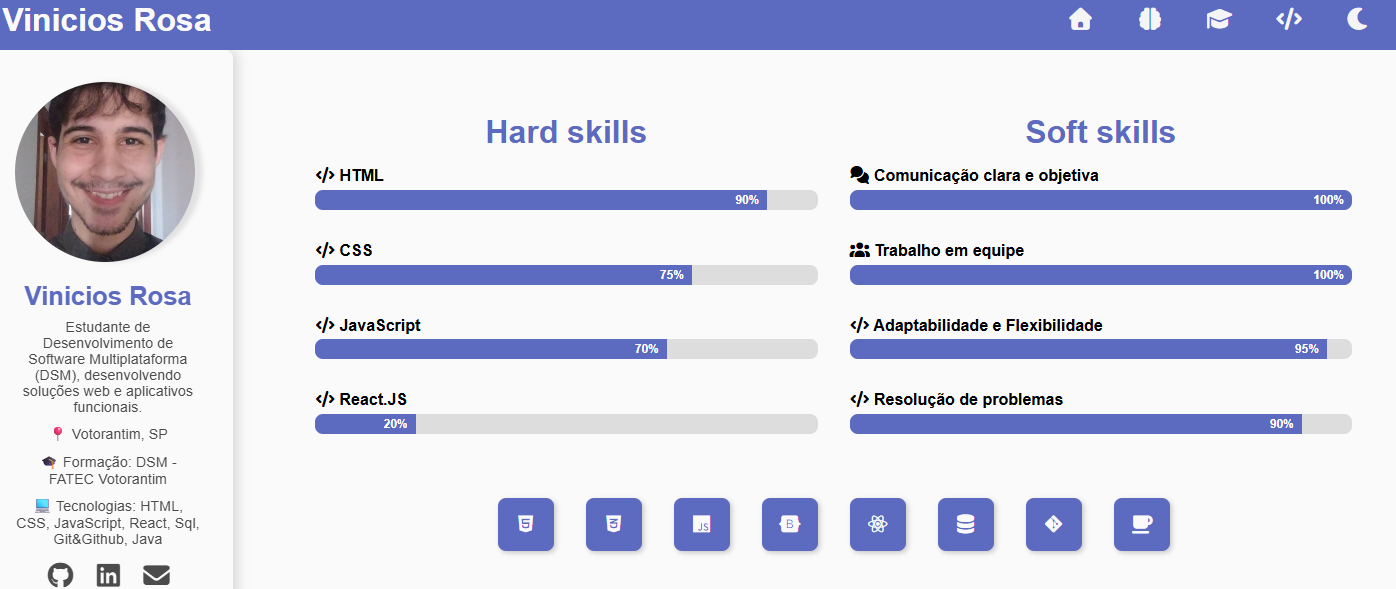 Vinicios Rosa
Vinicios Rosa
Estudante de
Desenvolvimento de
Software Multiplataforma
(DSM), desenvolvendo
soluções web e aplicativos
funcionais.
Votorantim, SP
Formação: DSM -
FATEC Votorantim
Tecnologias: HTML,
CSS, JavaScript, React, Sql,
Git&Github, Java
Hard skills
HTML
90%
CSS
75%
JavaScript
70%
React.JS
20%
Soft skills
Comunicação clara e objetiva
100%
Trabalho em equipe
100%
Adaptabilidade e Flexibilidade
95%
Resolução de problemas
90%
JS
B